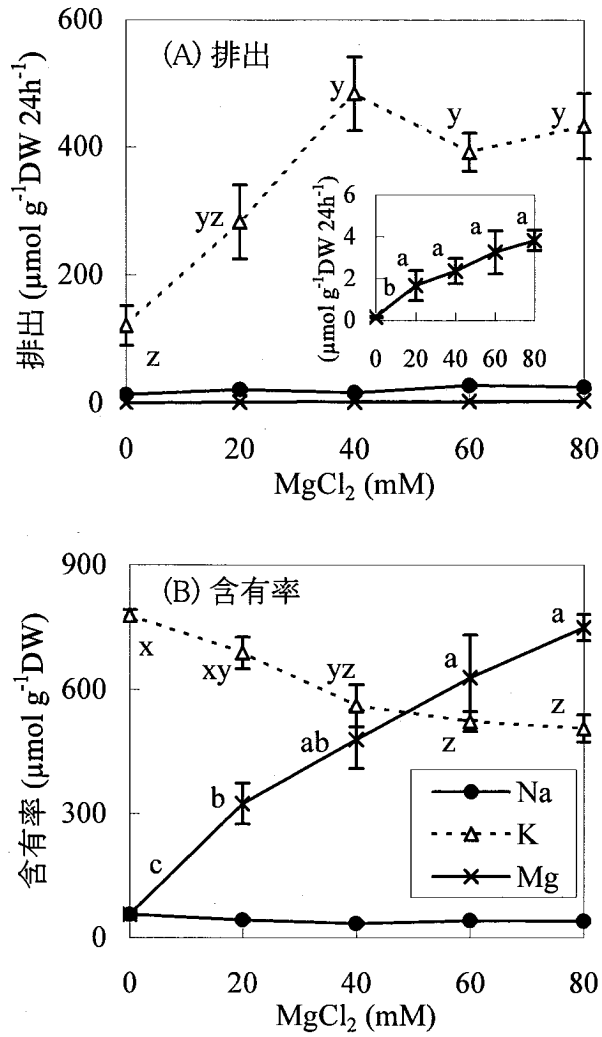 (A) 排出
600
400
200
0
排出 (μmol g⁻¹DW 24h⁻¹)
z
yz
y
y
y
(μmol g⁻¹DW 24h⁻¹)
6
4
2
0
b
a
a
a
a
0 20 40 60 80
0 20 40 60 80
MgCl₂ (mM)
(B) 含有率
900
600
300
0
含有率 (μmol g⁻¹DW)
x
xy
yz
z
z
c
b
ab
a
a
Na
K
Mg
0 20 40 60 80
MgCl₂ (mM)